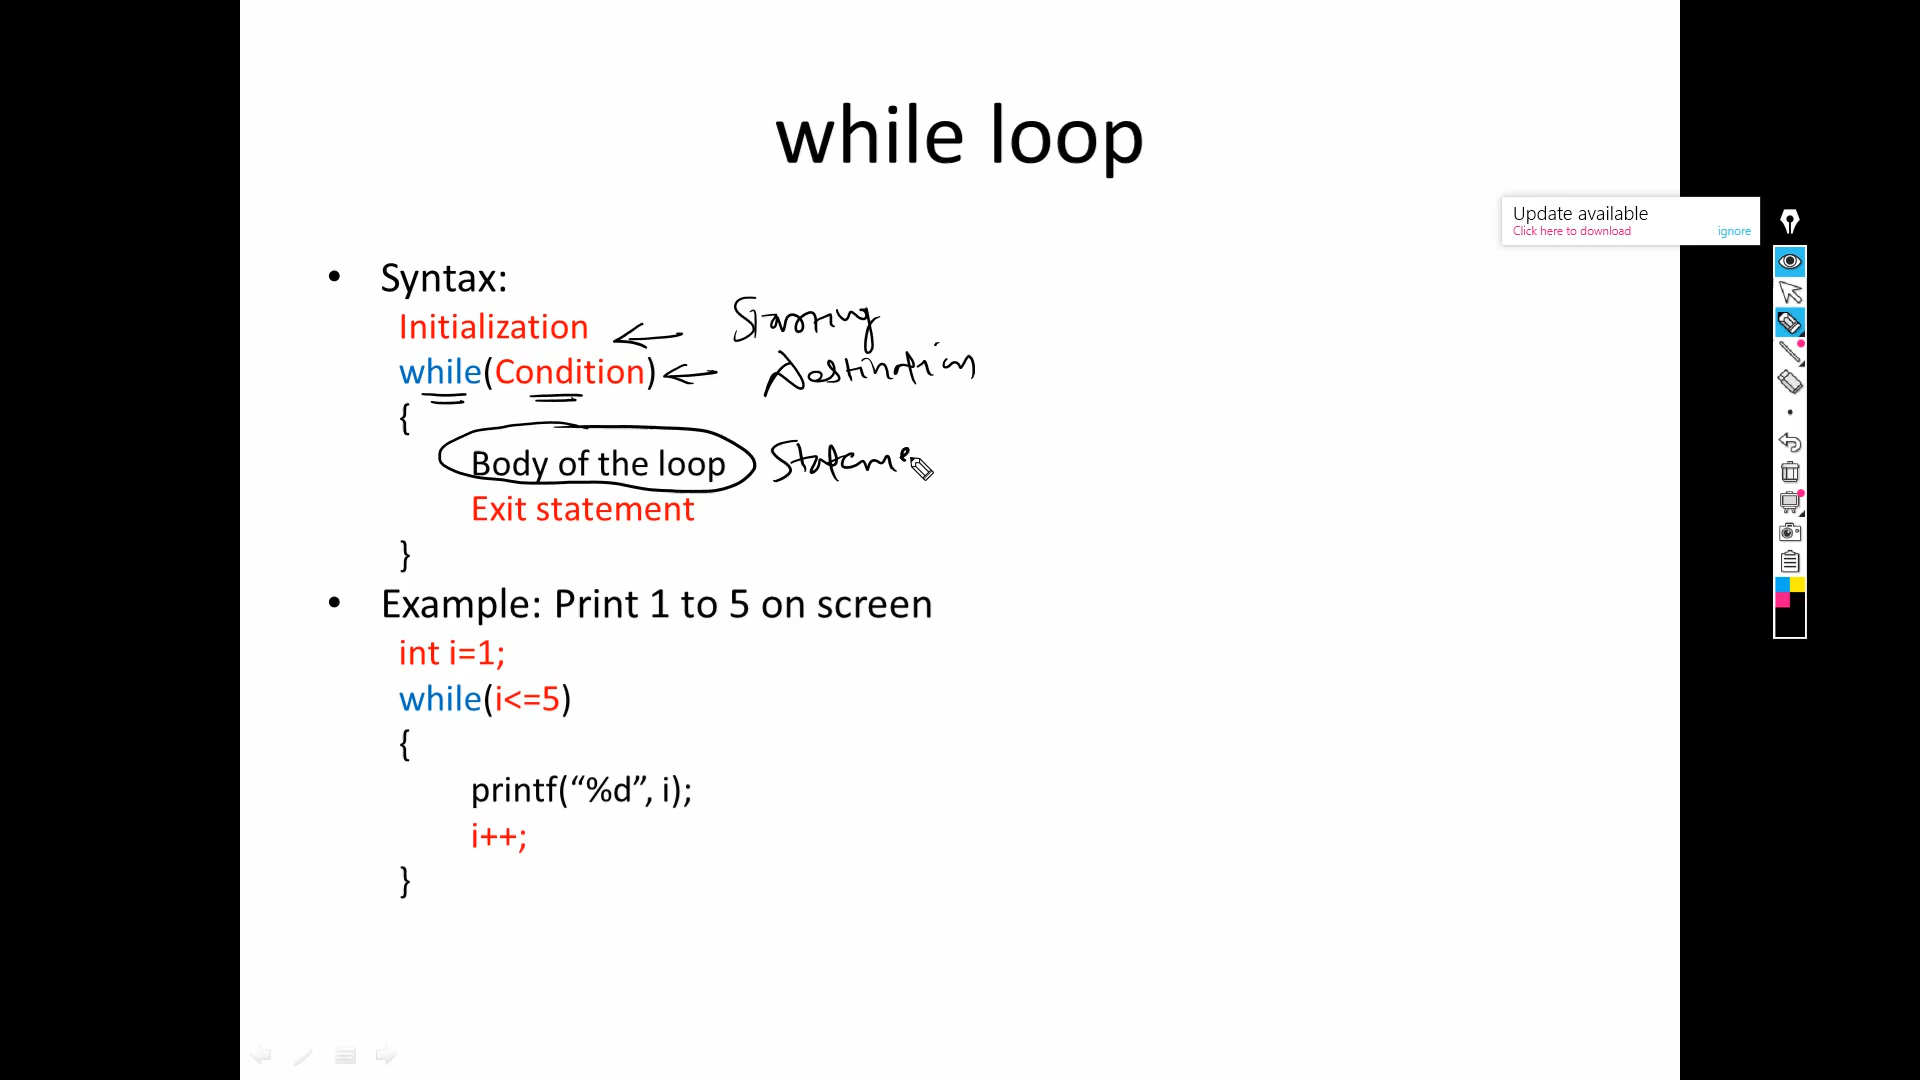 while loop
Update available
Click here to download ignore
• Syntax:
Initialization Starting
while(Condition) Destination
{
Body of the loop Stateme
Exit statement
}
• Example: Print 1 to 5 on screen
int i=1;
while(i<=5)
{
printf(“%d”, i);
i++;
}